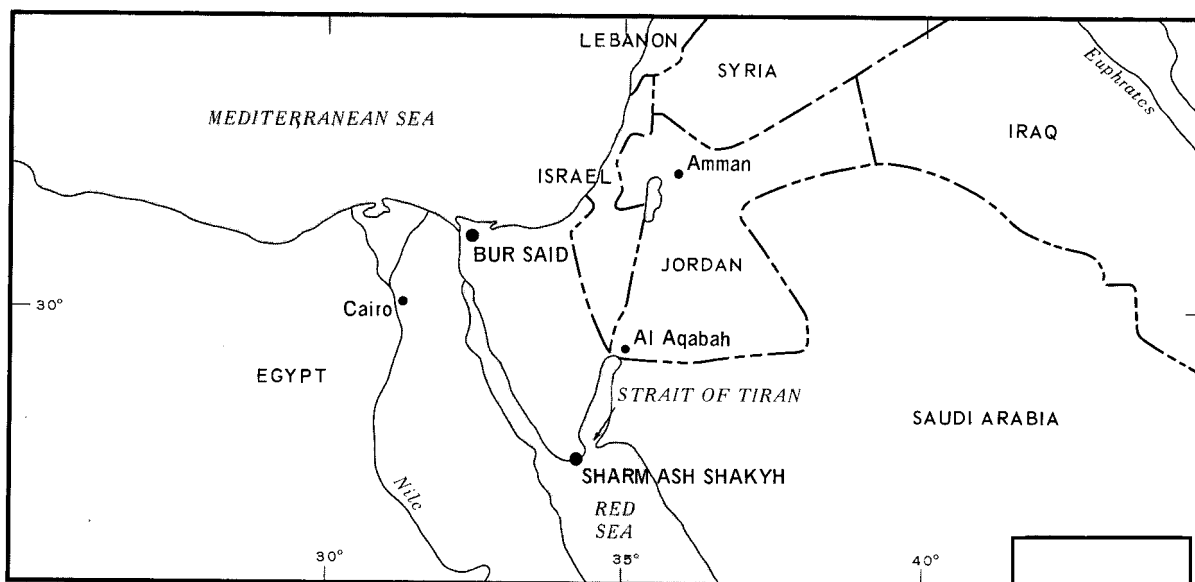 LEBANON
SYRIA
Euphrates
MEDITERRANEAN SEA
IRAQ
Amman
ISRAEL
BUR SAID
JORDAN
30°
Cairo
Al Aqabah
EGYPT
STRAIT OF TIRAN
SAUDI ARABIA
SHARM ASH SHAKYH
Nile
RED
SEA
30°
35°
40°